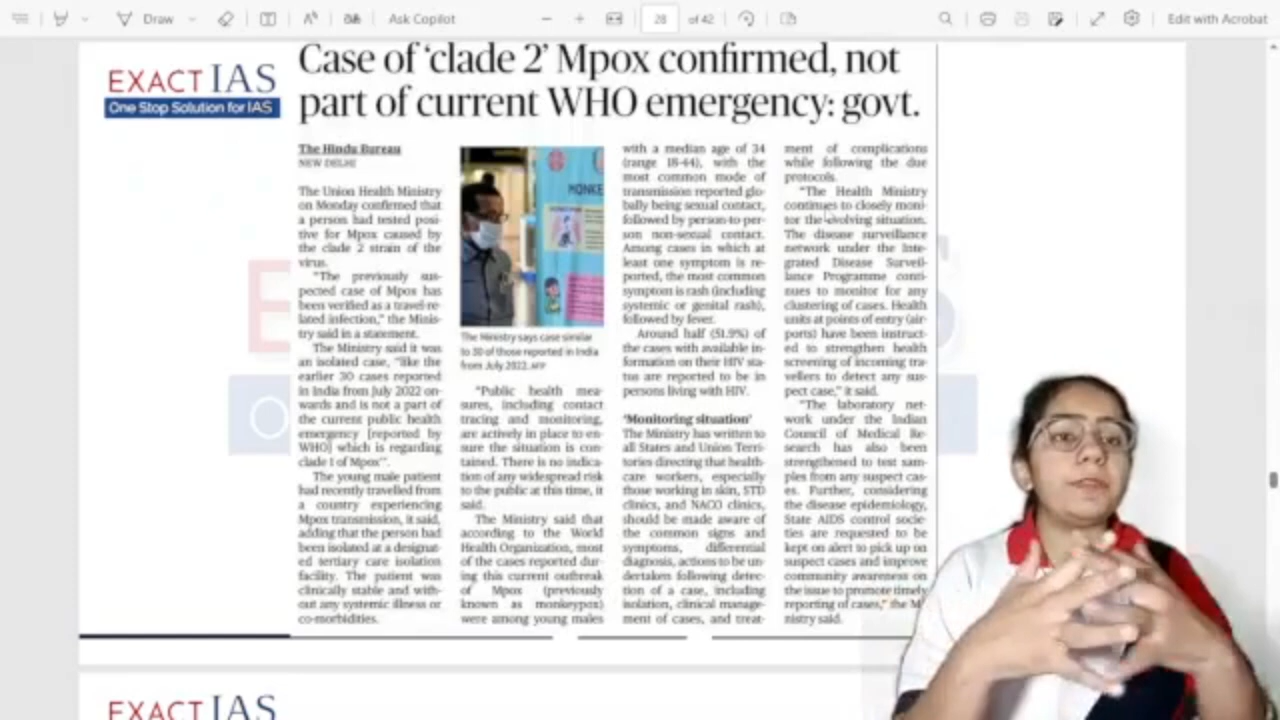 Draw
Ask Copilot
28 of 42
Edit with Acrobat
EXACT IAS
One Stop Solution for IAS
Case of ‘clade 2’ Mpox confirmed, not
part of current WHO emergency: govt.
The Hindu Bureau
NEW DELHI
The Union Health Ministry
on Monday confirmed that
a person had tested posi-
tive for Mpox caused by
the clade 2 strain of the
virus.
“The previously sus-
pected case of Mpox has
been verified as a travel-re-
lated infection,” the Minis-
try said in a statement.
The Ministry said it was
an isolated case, “like the
earlier 30 cases reported
in India from July 2022 on-
wards and is not a part of
the current public health
emergency [reported by
WHO] which is regarding
clade 1 of Mpox”.
The young male patient
had recently travelled from
a country experiencing
Mpox transmission, it said,
adding that the person had
been isolated at a designat-
ed tertiary care isolation
facility. The patient was
clinically stable and with-
out any systemic illness or
co-morbidities.
MONKE
The Ministry says case similar
to 30 of those reported in India
from July 2022. AFP
“Public health mea-
sures, including contact
tracing and monitoring,
are actively in place to en-
sure the situation is con-
tained. There is no indica-
tion of any widespread risk
to the public at this time, it
said.
The Ministry said that
according to the World
Health Organization, most
of the cases reported dur-
ing this current outbreak
of Mpox (previously
known as monkeypox)
were among young males
with a median age of 34
(range 18-44), with the
most common mode of
transmission reported glo-
bally being sexual contact,
followed by person-to-per-
son non-sexual contact.
Among cases in which at
least one symptom is re-
ported, the most common
symptom is rash (including
systemic or genital rash),
followed by fever.
Around half (51.9%) of
the cases with available in-
formation on their HIV sta-
tus are reported to be in
persons living with HIV.
‘Monitoring situation’
The Ministry has written to
all States and Union Terri-
tories directing that health-
care workers, especially
those working in skin, STD
clinics, and NACO clinics,
should be made aware of
the common signs and
symptoms, differential
diagnosis, actions to be un-
dertaken following detec-
tion of a case, including
isolation, clinical manage-
ment of cases, and treat-
ment of complications
while following the due
protocols.
“The Health Ministry
continues to closely moni-
tor the evolving situation.
The disease surveillance
network under the Inte-
grated Disease Surveil-
lance Programme conti-
nues to monitor for any
clustering of cases. Health
units at points of entry (air-
ports) have been instruct-
ed to strengthen health
screening of incoming tra-
vellers to detect any sus-
pect case,” it said.
“The laboratory net-
work under the Indian
Council of Medical Re-
search has also been
strengthened to test sam-
ples from any suspect cas-
es. Further, considering
the disease epidemiology,
State AIDS control socie-
ties are requested to be
kept on alert to pick up on
suspect cases and improve
community awareness on
the issue to promote timely
reporting of cases,” the M
nistry said.
EXACT IAS